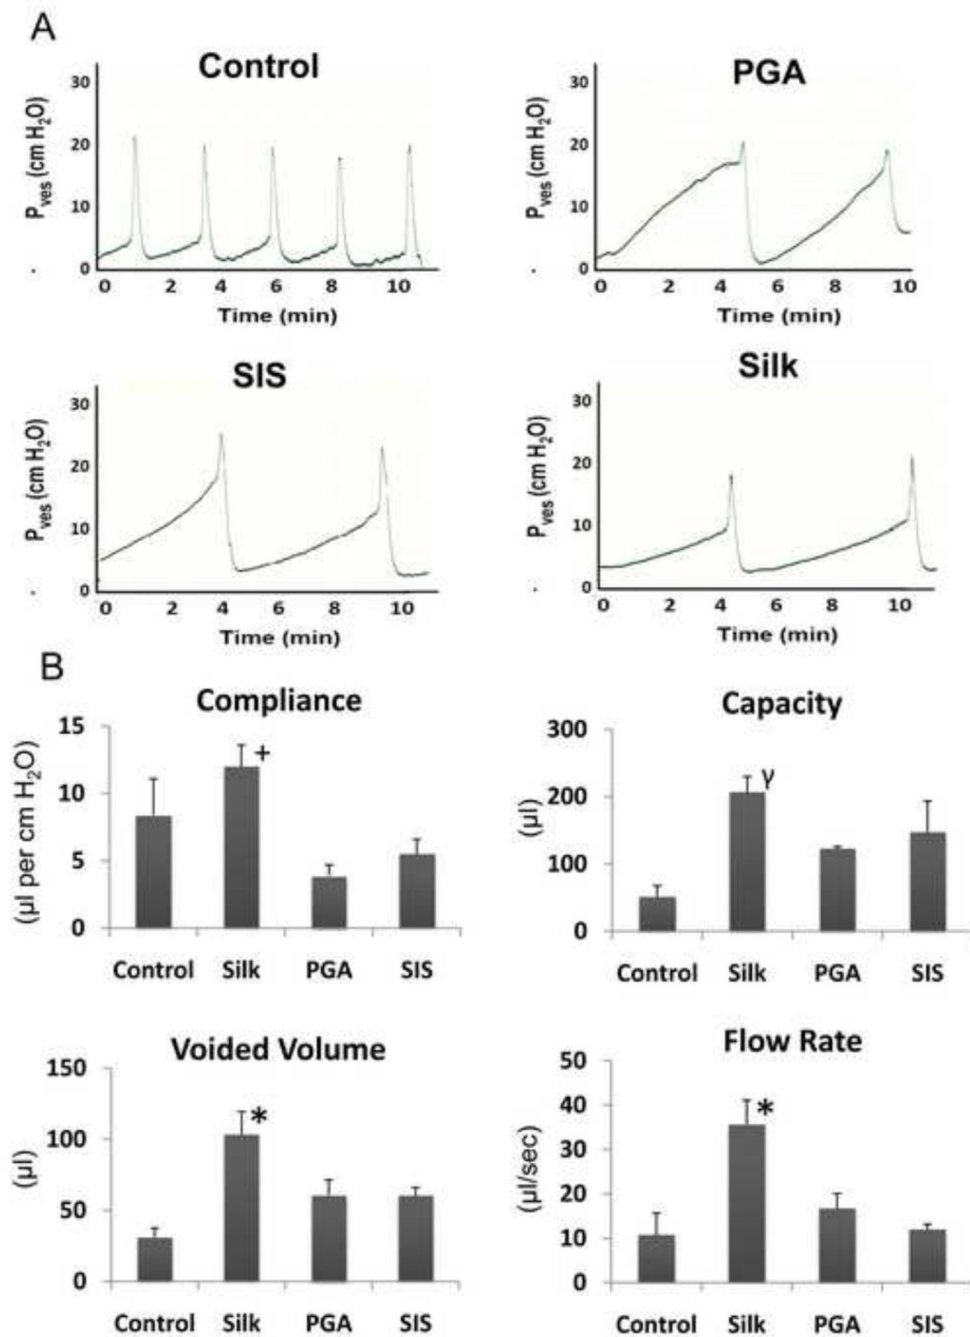 A
Control
PGA
P_ves (cm H₂O)
30
20
10
0
0 2 4 6 8 10
Time (min)
P_ves (cm H₂O)
30
20
10
0
0 2 4 6 8 10
Time (min)
SIS
Silk
P_ves (cm H₂O)
30
20
10
0
0 2 4 6 8 10
Time (min)
P_ves (cm H₂O)
30
20
10
0
0 2 4 6 8 10
Time (min)
B
Compliance
(µl per cm H₂O)
15
10
5
0
+
Control Silk PGA SIS
Capacity
(µl)
300
200
100
0
γ
Control Silk PGA SIS
Voided Volume
(µl)
150
100
50
0
*
Control Silk PGA SIS
Flow Rate
(µl/sec)
50
40
30
20
10
0
*
Control Silk PGA SIS